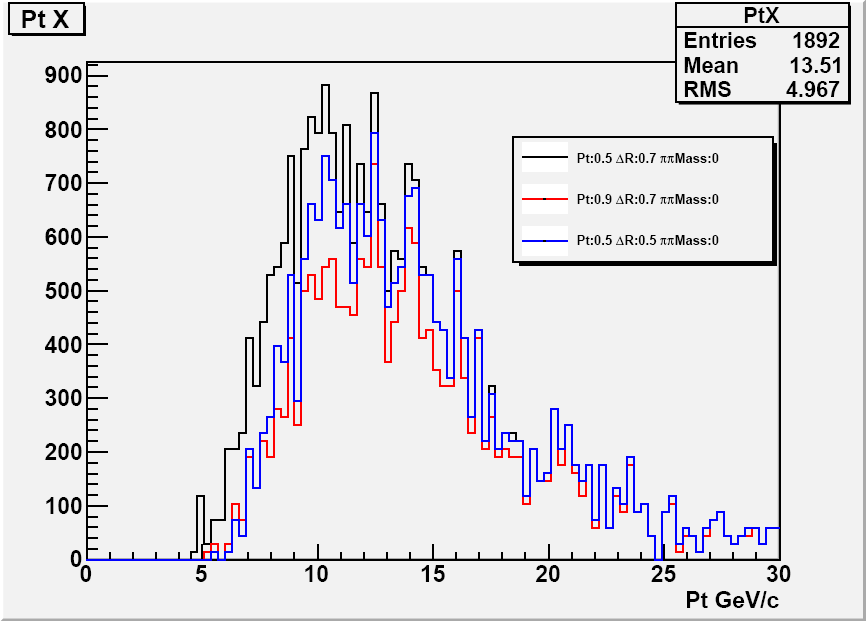 Pt X
PtX
Entries 1892
Mean 13.51
RMS 4.967
Pt:0.5 ΔR:0.7 ππMass:0
Pt:0.9 ΔR:0.7 ππMass:0
Pt:0.5 ΔR:0.5 ππMass:0
900
800
700
600
500
400
300
200
100
0
0 5 10 15 20 25 30
Pt GeV/c